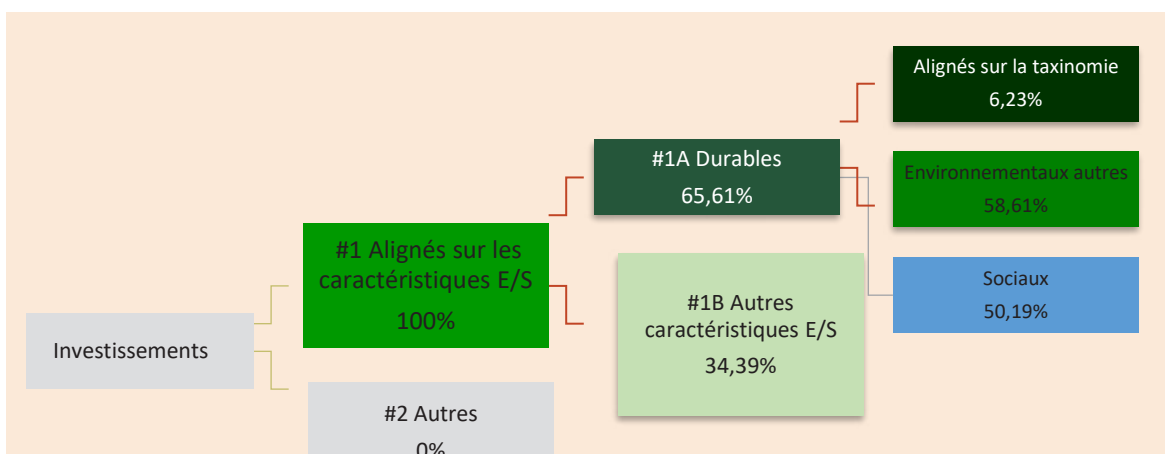 Investissements
#1 Alignés sur les
caractéristiques E/S
100%
#2 Autres
0%
#1A Durables
65,61%
#1B Autres
caractéristiques E/S
34,39%
Alignés sur la taxinomie
6,23%
Environnementaux autres
58,61%
Sociaux
50,19%